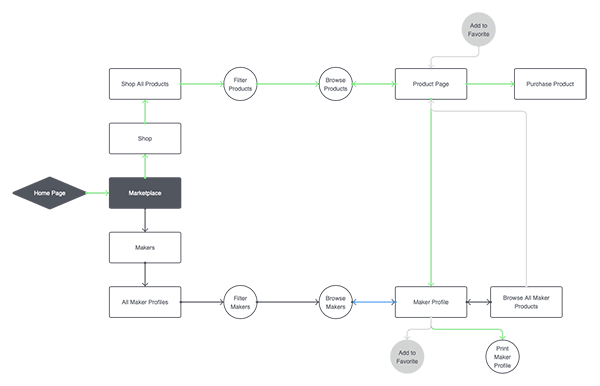 Add to
Favorite
Shop All Products
Filter
Products
Browse
Products
Product Page
Purchase Product
Shop
Home Page
Marketplace
Makers
All Maker Profiles
Filter
Makers
Browse
Makers
Maker Profile
Browse All Maker
Products
Add to
Favorite
Print
Maker
Profile